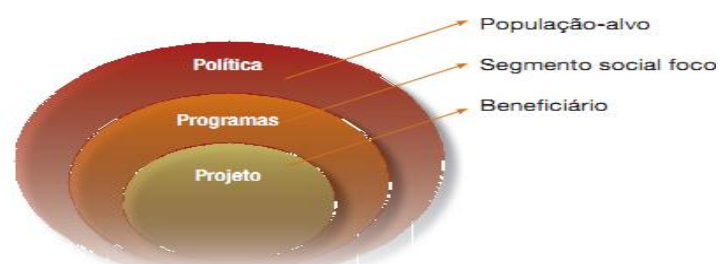 População-alvo
Política
Segmento social foco
Beneficiário
Programas
Projeto